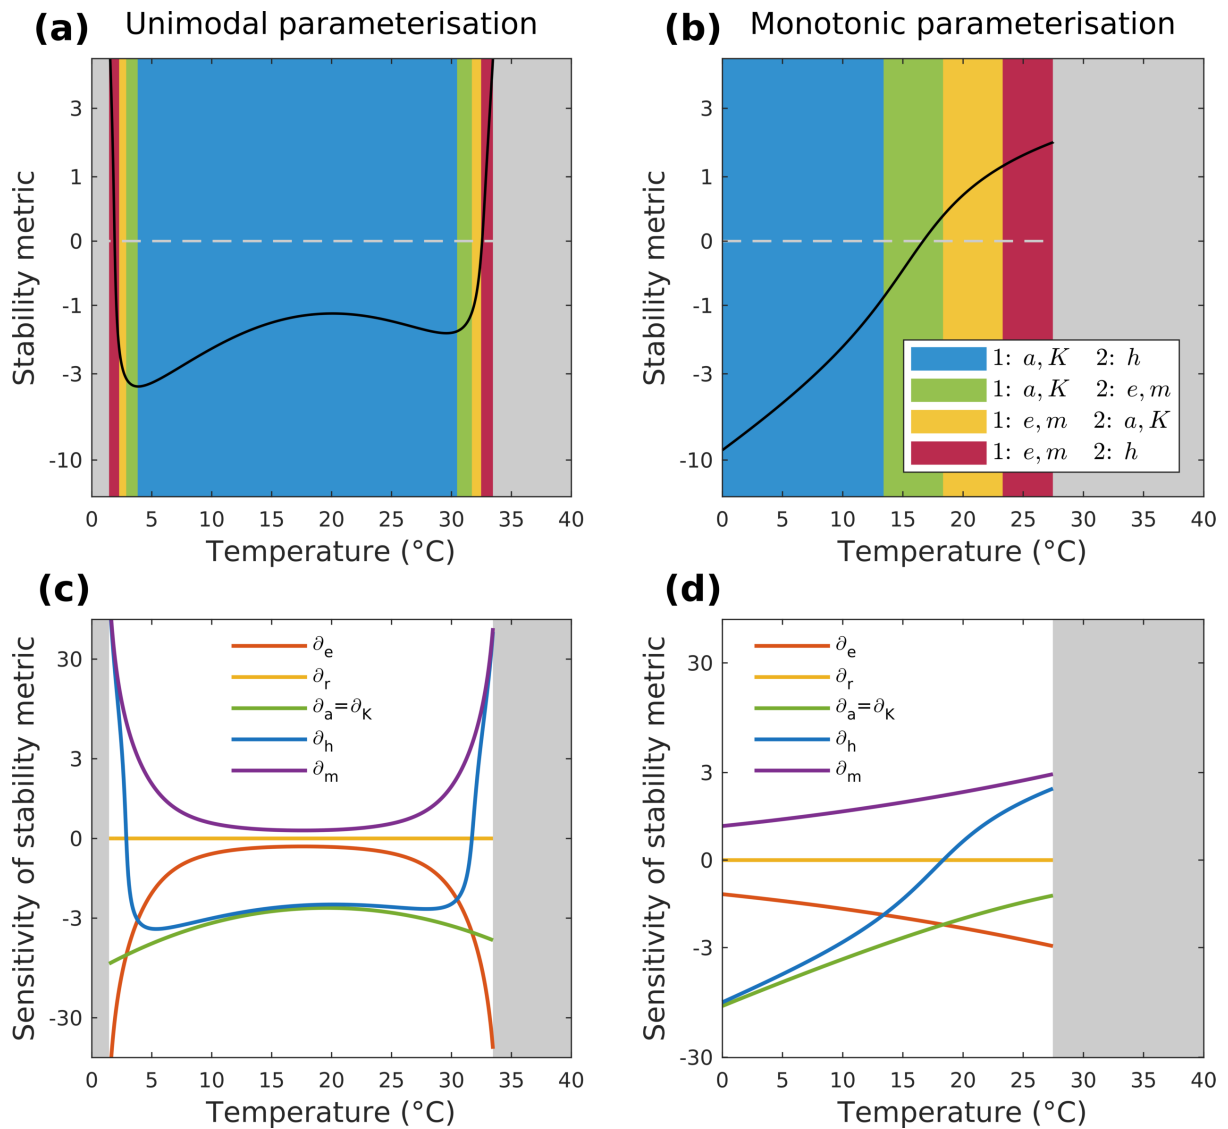 (a) Unimodal parameterisation
(b) Monotonic parameterisation
Stability metric
3
1
0
-1
-3
-10
0 5 10 15 20 25 30 35 40
Temperature (°C)
Stability metric
3
1
0
-1
-3
-10
1: a, K 2: h
1: a, K 2: e, m
1: e, m 2: a, K
1: e, m 2: h
0 5 10 15 20 25 30 35 40
Temperature (°C)
(c)
Sensitivity of stability metric
30
3
0
-3
-30
∂e
∂r
∂a=∂K
∂h
∂m
0 5 10 15 20 25 30 35 40
Temperature (°C)
(d)
Sensitivity of stability metric
30
3
0
-3
-30
∂e
∂r
∂a=∂K
∂h
∂m
0 5 10 15 20 25 30 35 40
Temperature (°C)